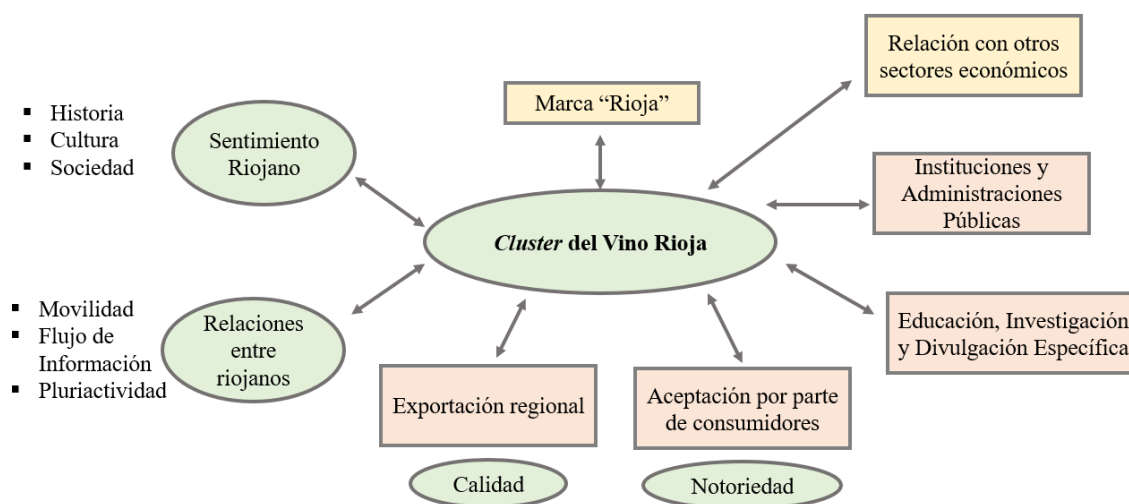 Relación con otros
sectores económicos
Marca “Rioja”
▪ Historia
▪ Cultura
▪ Sociedad
Sentimiento
Riojano
Instituciones y
Administraciones
Públicas
Cluster del Vino Rioja
▪ Movilidad
▪ Flujo de
Información
▪ Pluriactividad
Relaciones
entre
riojanos
Educación, Investigación
y Divulgación Específica
Exportación regional
Aceptación por parte
de consumidores
Calidad
Notoriedad